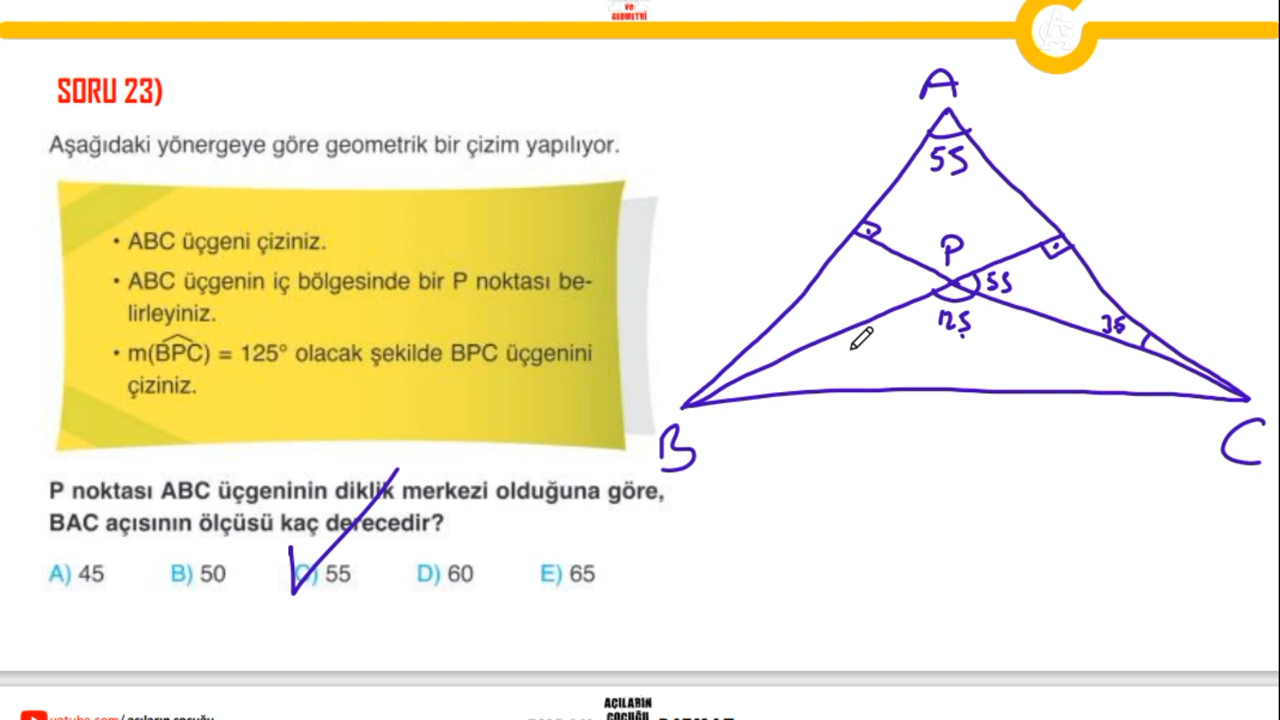 ve
GEOMETRİ
SORU 23)
Aşağıdaki yönergeye göre geometrik bir çizim yapılıyor.
• ABC üçgeni çiziniz.
• ABC üçgenin iç bölgesinde bir P noktası be-
lirleyiniz.
• m(BPC) = 125° olacak şekilde BPC üçgenini
çiziniz.
P noktası ABC üçgeninin diklik merkezi olduğuna göre,
BAC açısının ölçüsü kaç derecedir?
A) 45 B) 50 C) 55 D) 60 E) 65
A
55
P
55
125
35
B
C
AÇILARIN
ÇOCUĞU